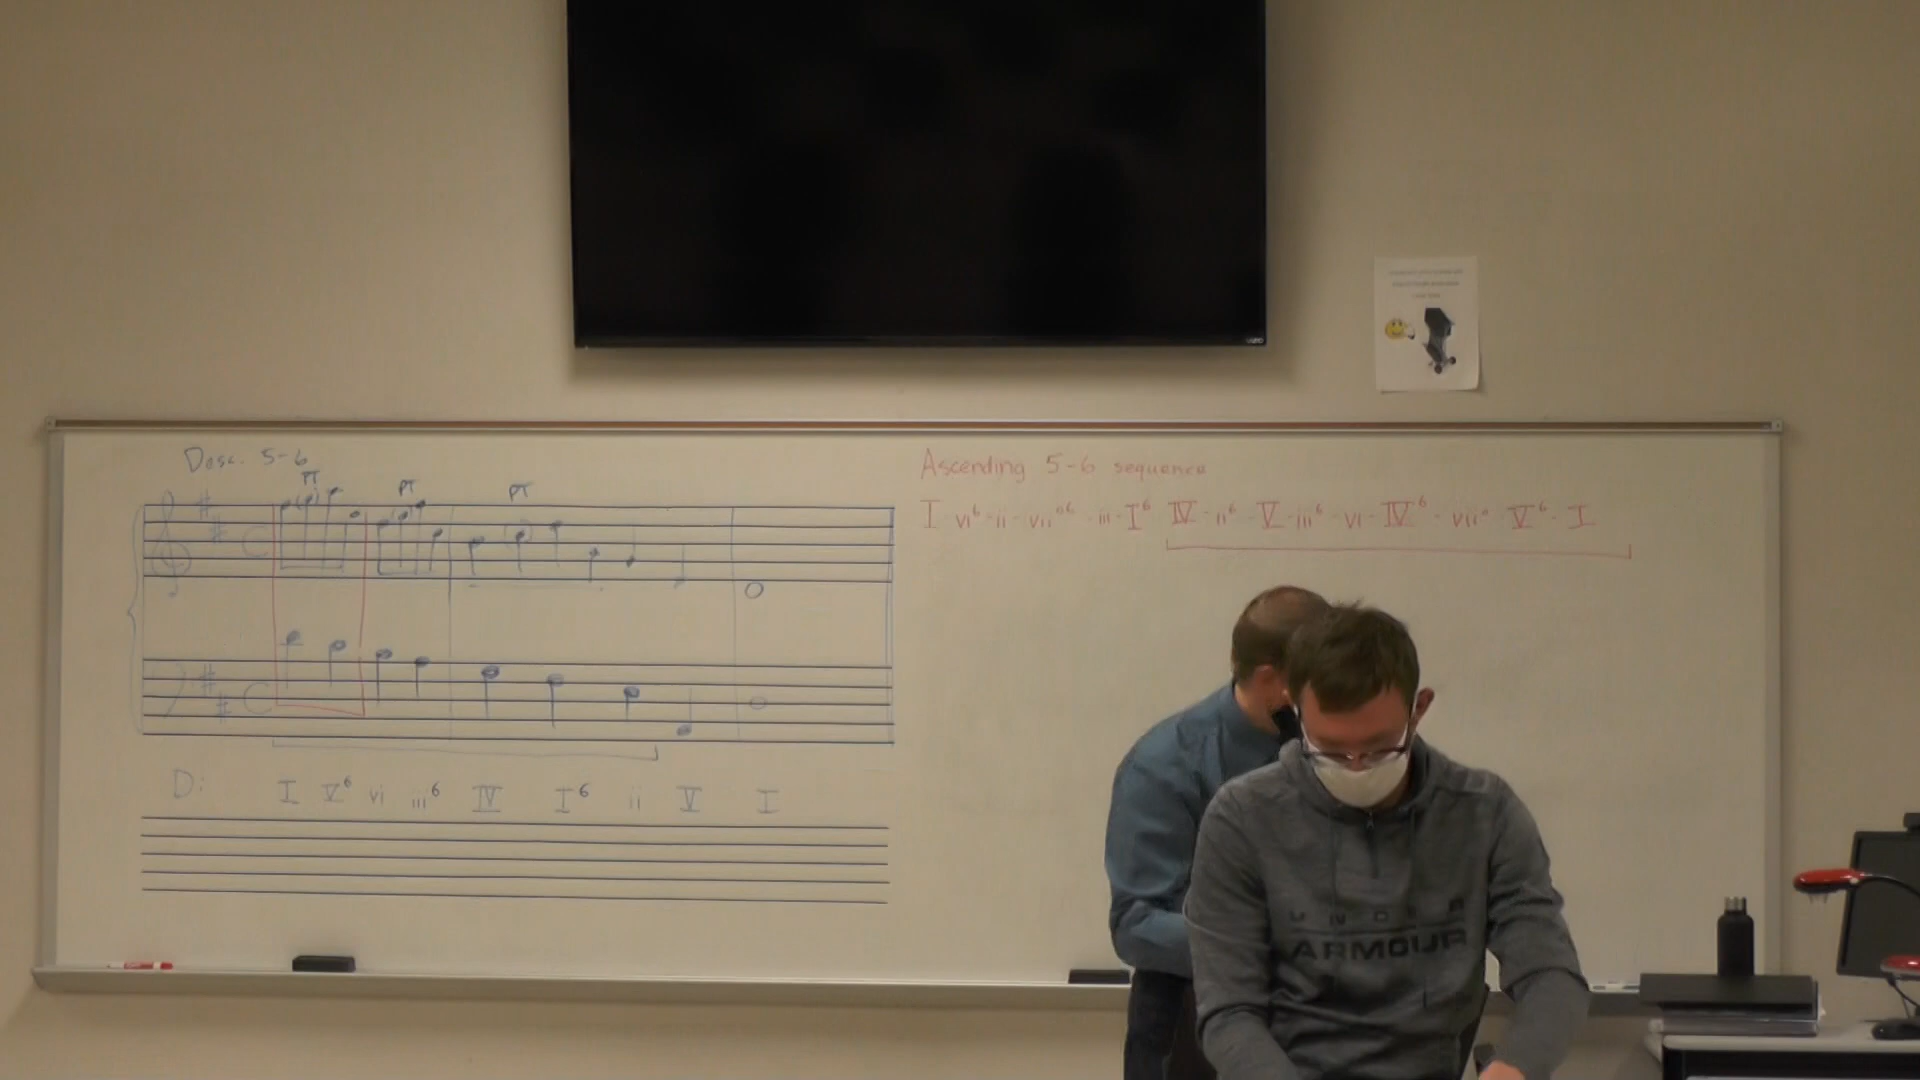 Desc. 5-6
PT PT PT
D: I V6 vi iii6 IV I6 ii V I
Ascending 5-6 sequence
I vi6 - ii - vii°6 - iii - I6 IV - ii6 - V - iii6 - vi - IV6 - vii° V6 - I
UNDER
ARMOUR
VIZIO